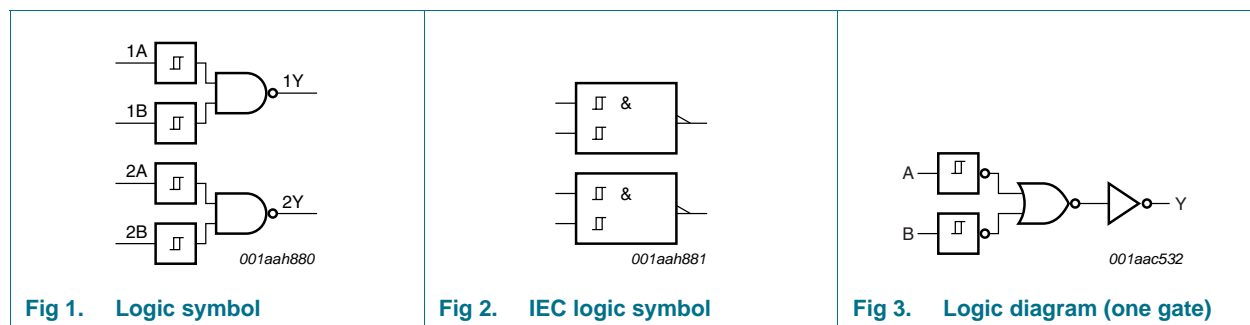 1A
1B
1Y
2A
2B
2Y
001aah880
Fig 1. Logic symbol
&
&
001aah881
Fig 2. IEC logic symbol
A
B
Y
001aac532
Fig 3. Logic diagram (one gate)